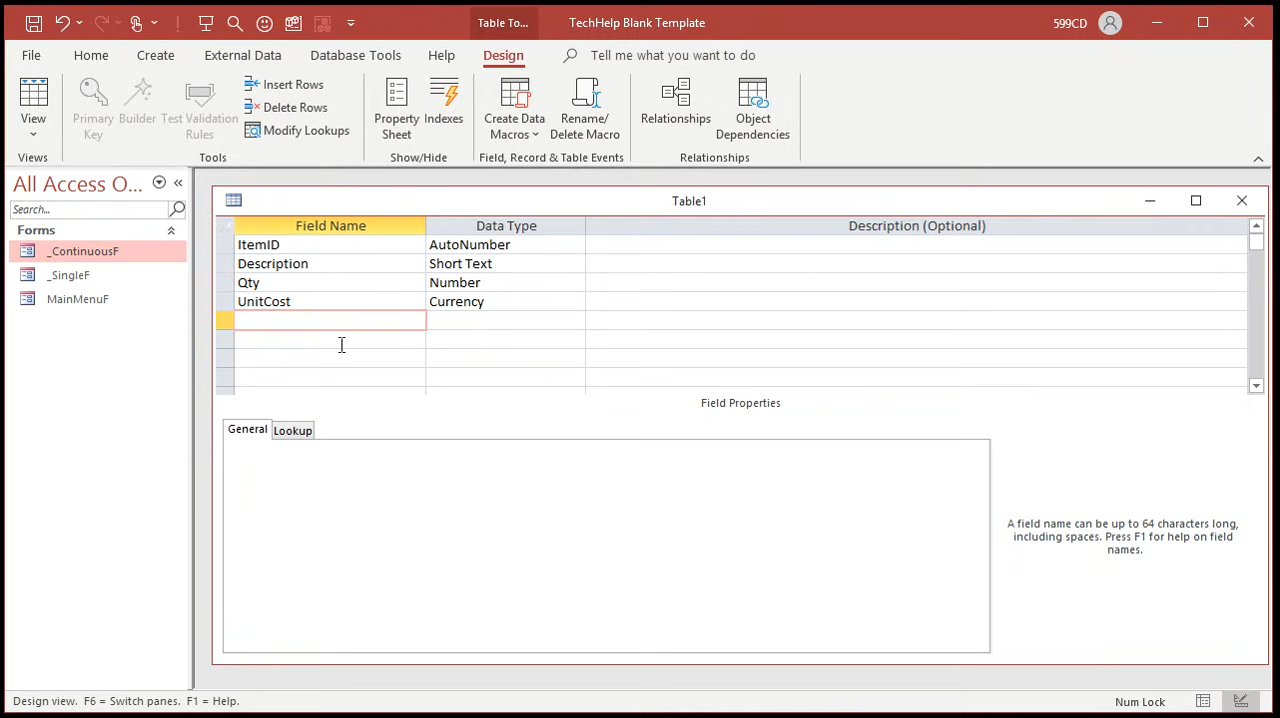 Table To...
TechHelp Blank Template
599CD
File
Home
Create
External Data
Database Tools
Help
Design
Tell me what you want to do
View
Primary
Key
Builder
Test Validation
Rules
Insert Rows
Delete Rows
Modify Lookups
Property
Sheet
Indexes
Create Data
Macros
Rename/
Delete Macro
Relationships
Object
Dependencies
Views
Tools
Show/Hide
Field, Record & Table Events
Relationships
All Access O...
Search...
Forms
_ContinuousF
_SingleF
MainMenuF
Table1
Field Name
Data Type
Description (Optional)
ItemID
AutoNumber
Description
Short Text
Qty
Number
UnitCost
Currency
Field Properties
General
Lookup
A field name can be up to 64 characters long,
including spaces. Press F1 for help on field
names.
Design view.  F6 = Switch panes.  F1 = Help.
Num Lock